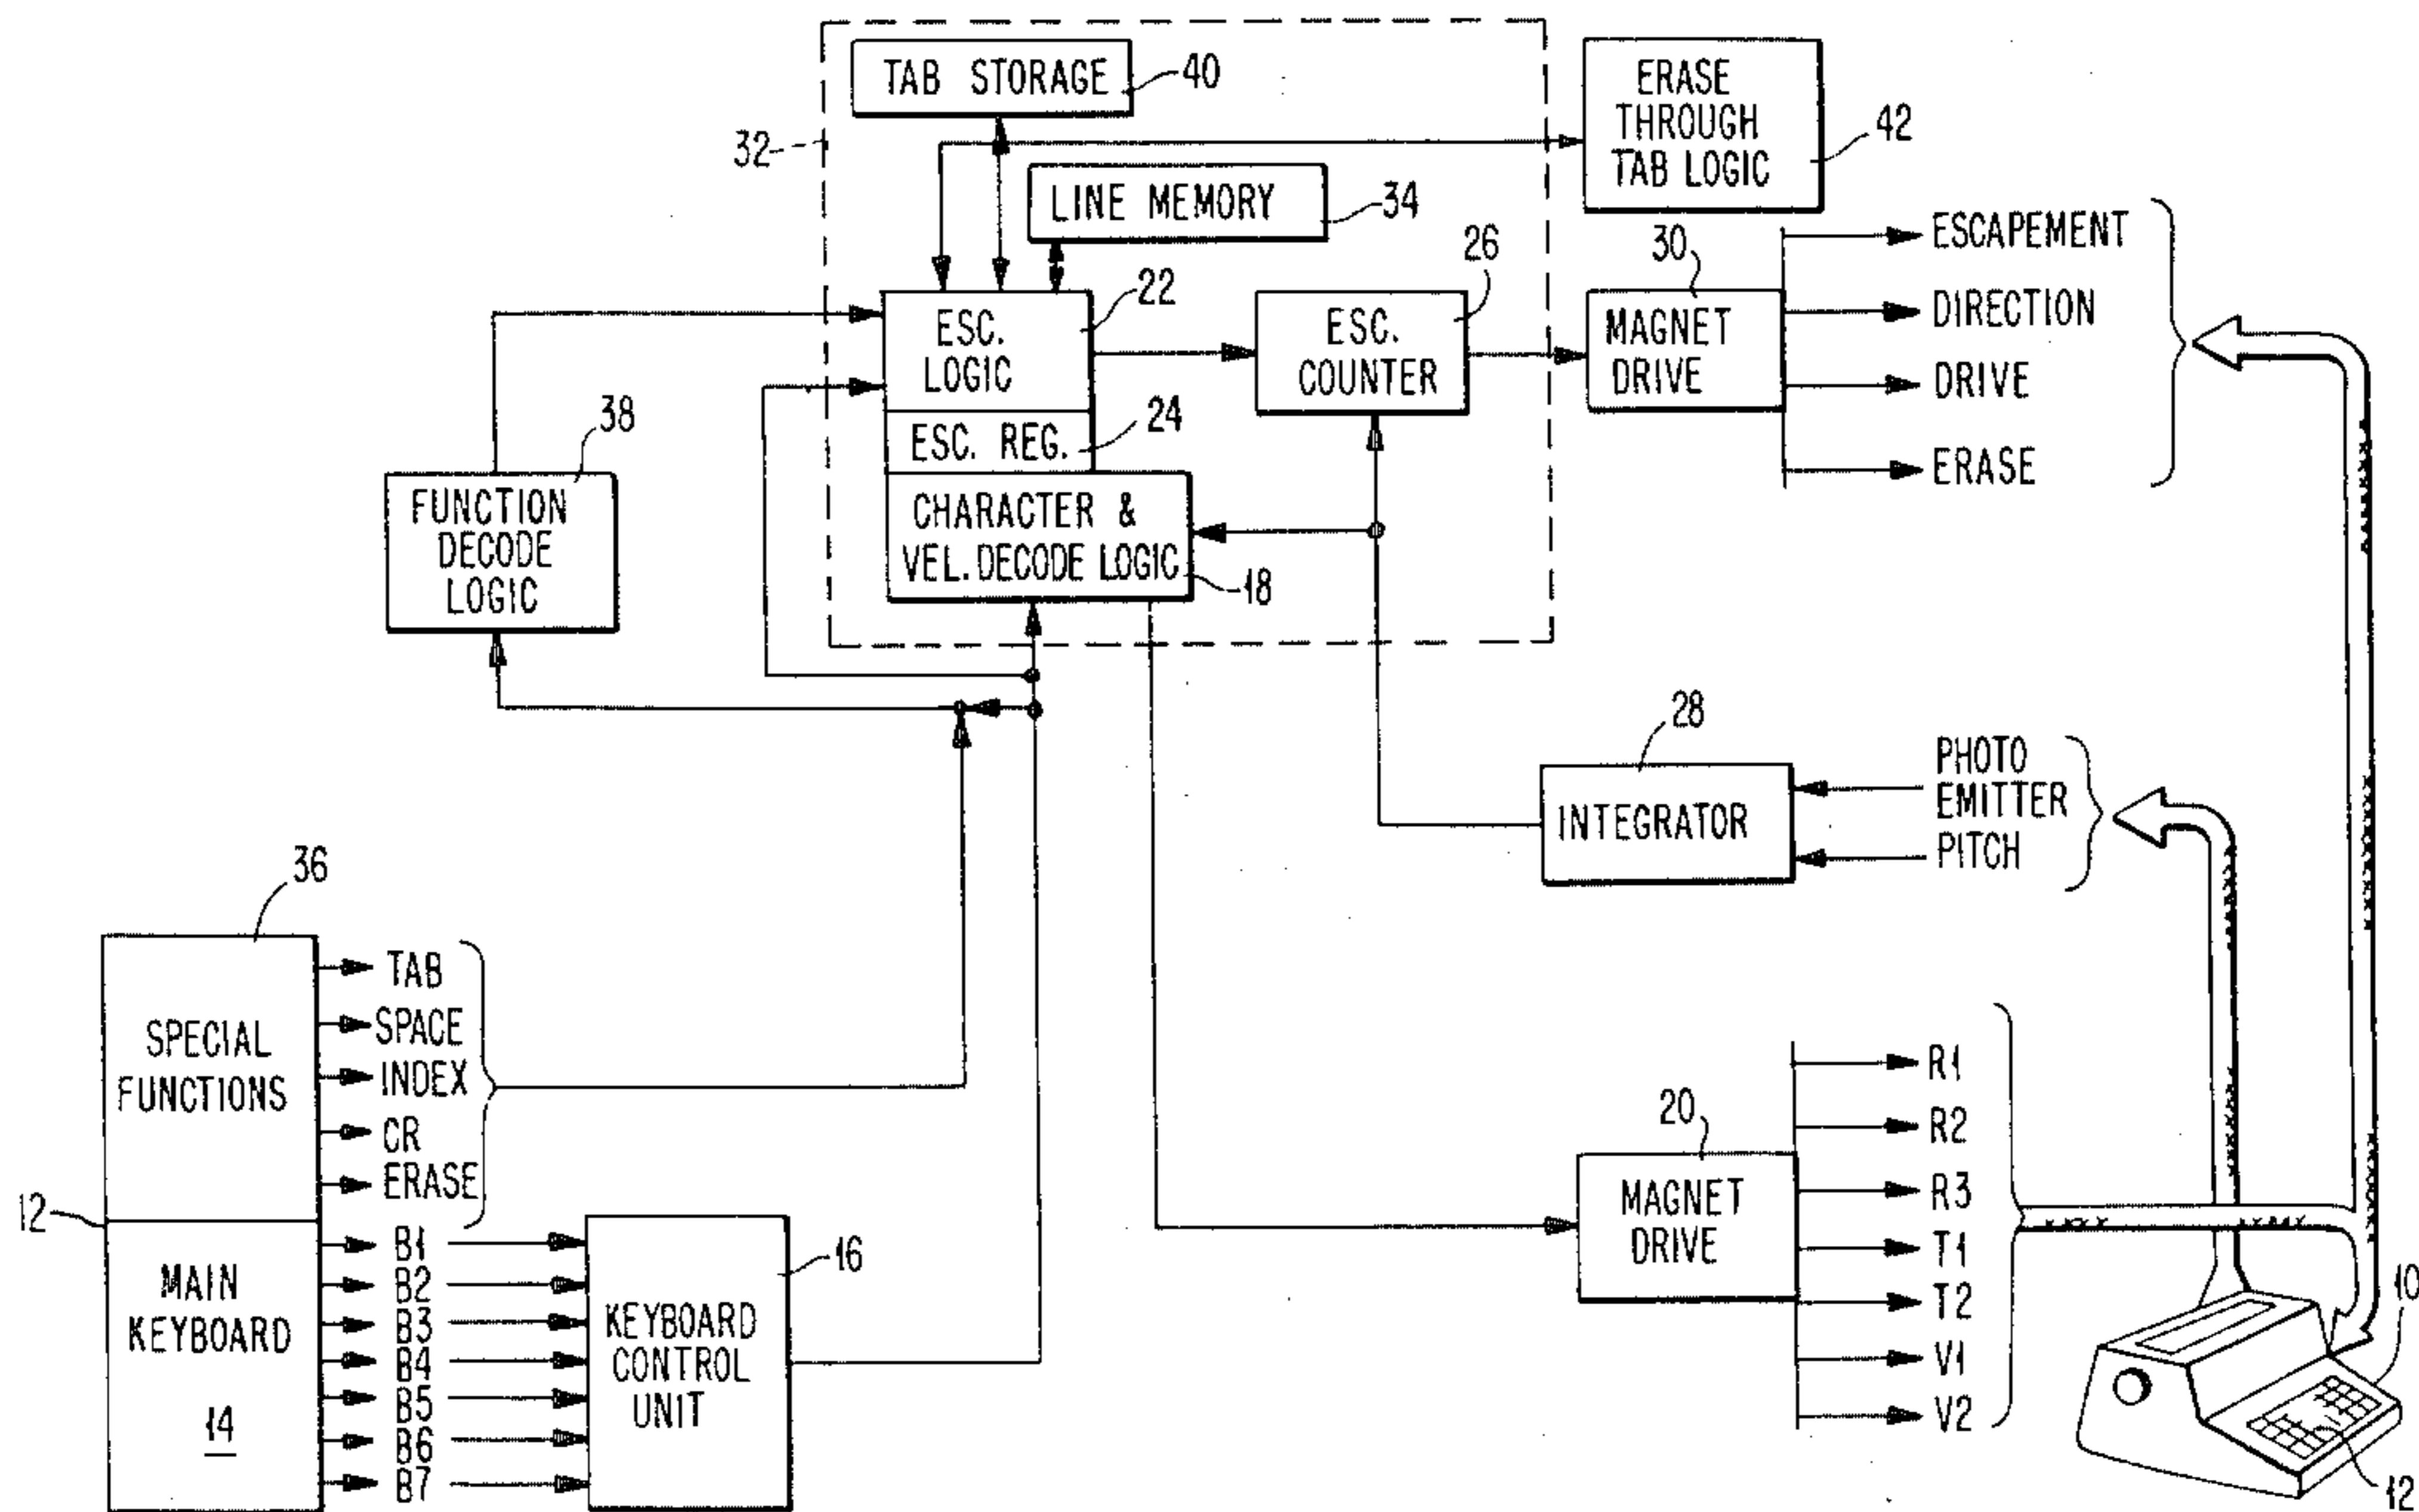 TAB STORAGE
40
ERASE
THROUGH
TAB LOGIC
42
32
LINE MEMORY
34
ESCAPEMENT
DIRECTION
DRIVE
ERASE
22
ESC.
LOGIC
26
ESC.
COUNTER
30
MAGNET
DRIVE
24
ESC. REG.
38
FUNCTION
DECODE
LOGIC
CHARACTER &
VEL. DECODE LOGIC
18
28
INTEGRATOR
PHOTO
EMITTER
PITCH
36
SPECIAL
FUNCTIONS
TAB
SPACE
INDEX
CR
ERASE
12
MAIN
KEYBOARD
14
B1
B2
B3
B4
B5
B6
B7
16
KEYBOARD
CONTROL
UNIT
20
MAGNET
DRIVE
R1
R2
R3
T1
T2
V1
V2
10
12